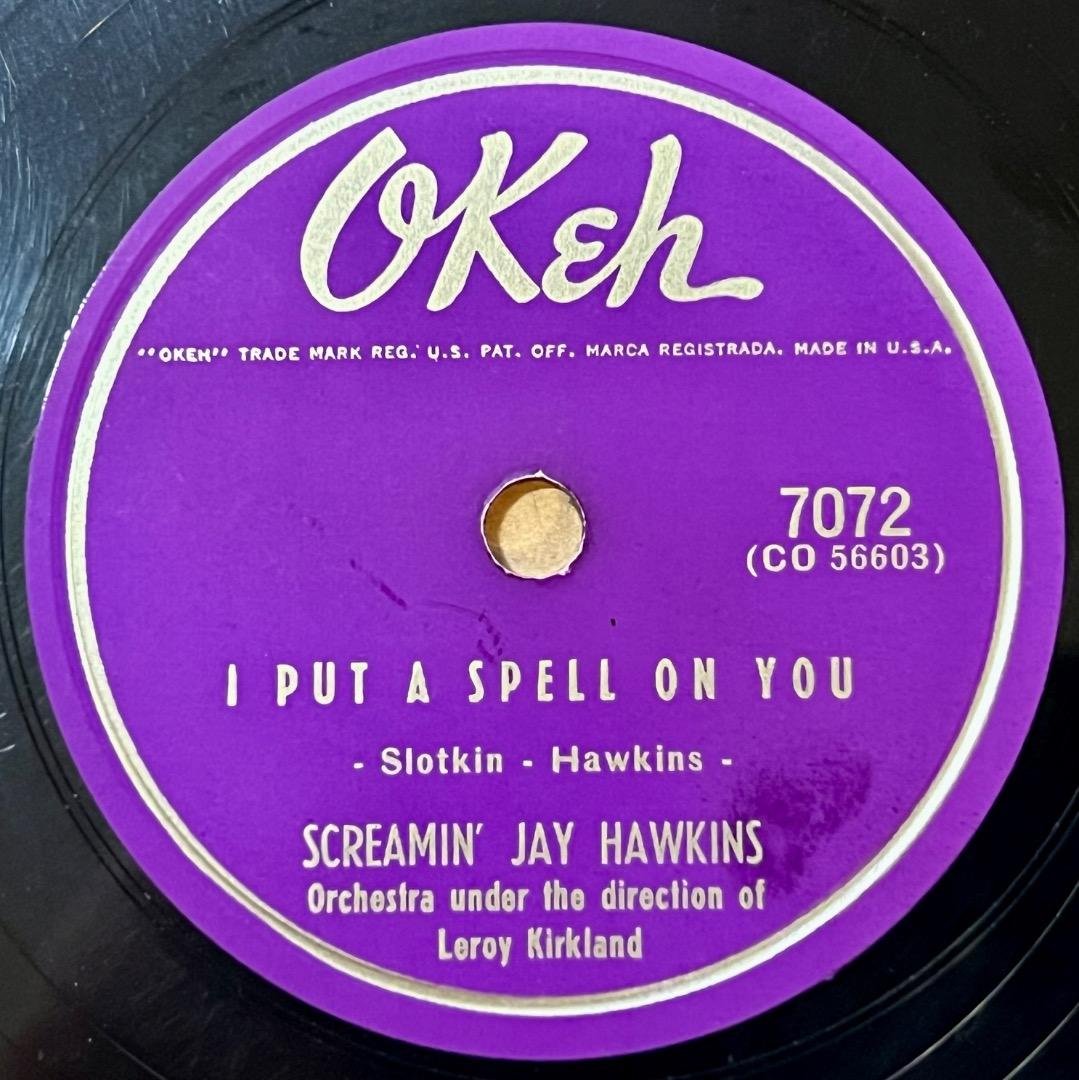 OKeh
"OKEH" TRADE MARK REG. U.S. PAT. OFF. MARCA REGISTRADA. MADE IN U.S.A.
7072
(CO 56603)
I PUT A SPELL ON YOU
- Slotkin - Hawkins -
SCREAMIN' JAY HAWKINS
Orchestra under the direction of
Leroy Kirkland